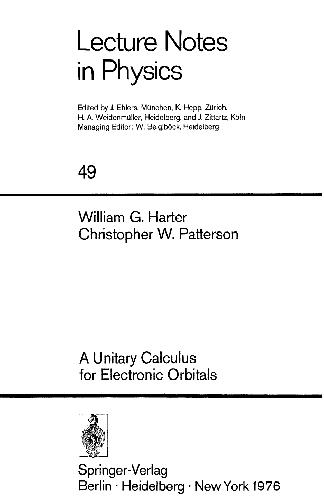 Lecture Notes
in Physics
Edited by J. Ehlers, München, K. Hepp, Zürich,
H. A. Weidenmüller, Heidelberg, and J. Zittartz, Köln
Managing Editor: W. Beiglböck, Heidelberg
49
William G. Harter
Christopher W. Patterson
A Unitary Calculus
for Electronic Orbitals
Springer-Verlag
Berlin · Heidelberg · New York 1976